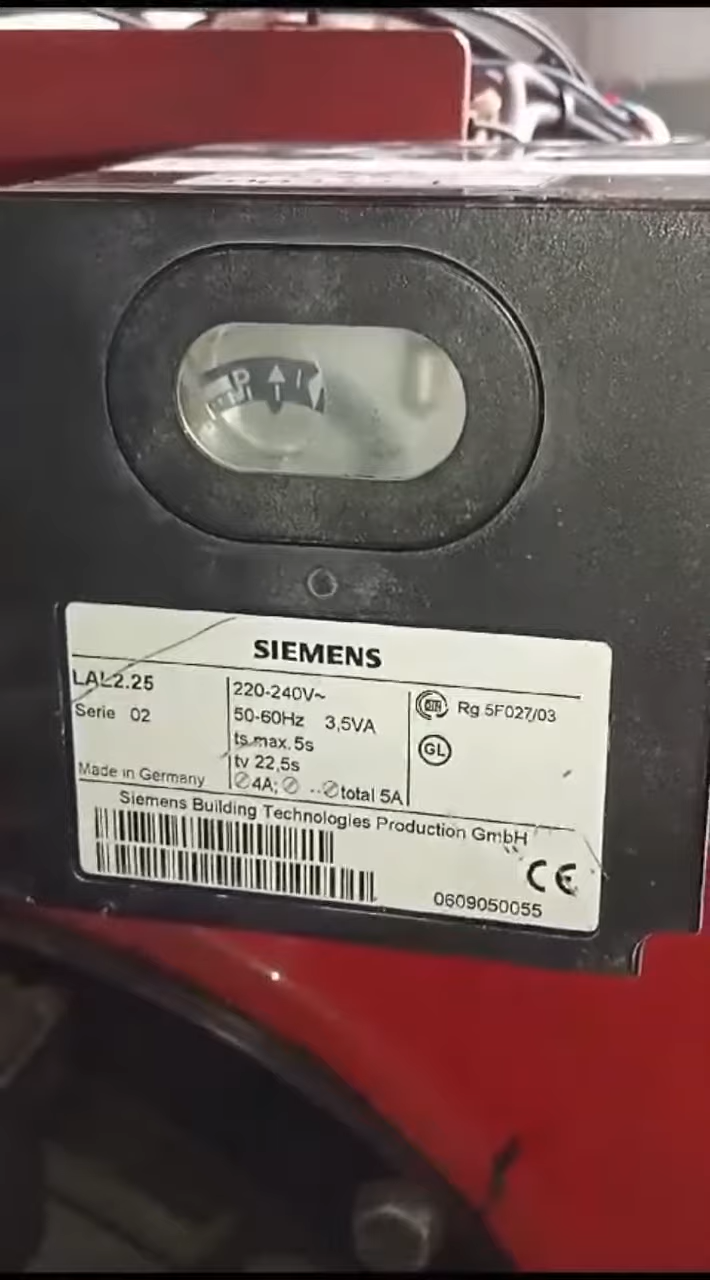 P
SIEMENS
LAL2.25
Serie 02
Made in Germany
220-240V~
50-60Hz 3,5VA
ts max. 5s
tv 22,5s
4A; ... total 5A
DIN Rg 5F027/03
GL
Siemens Building Technologies Production GmbH
CE
0609050055